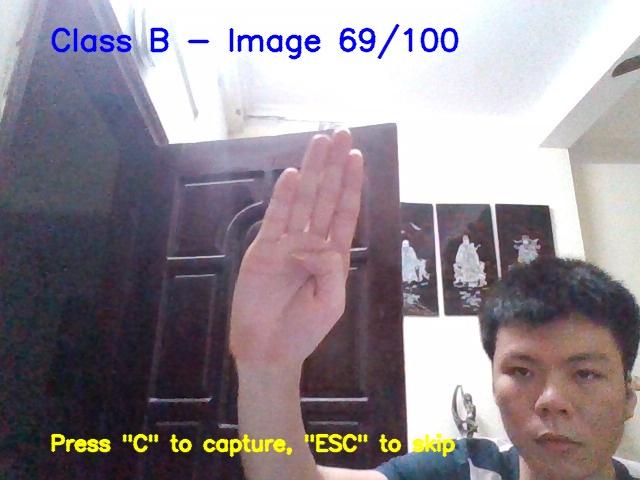 Class B - Image 69/100
Press "C" to capture, "ESC" to skip